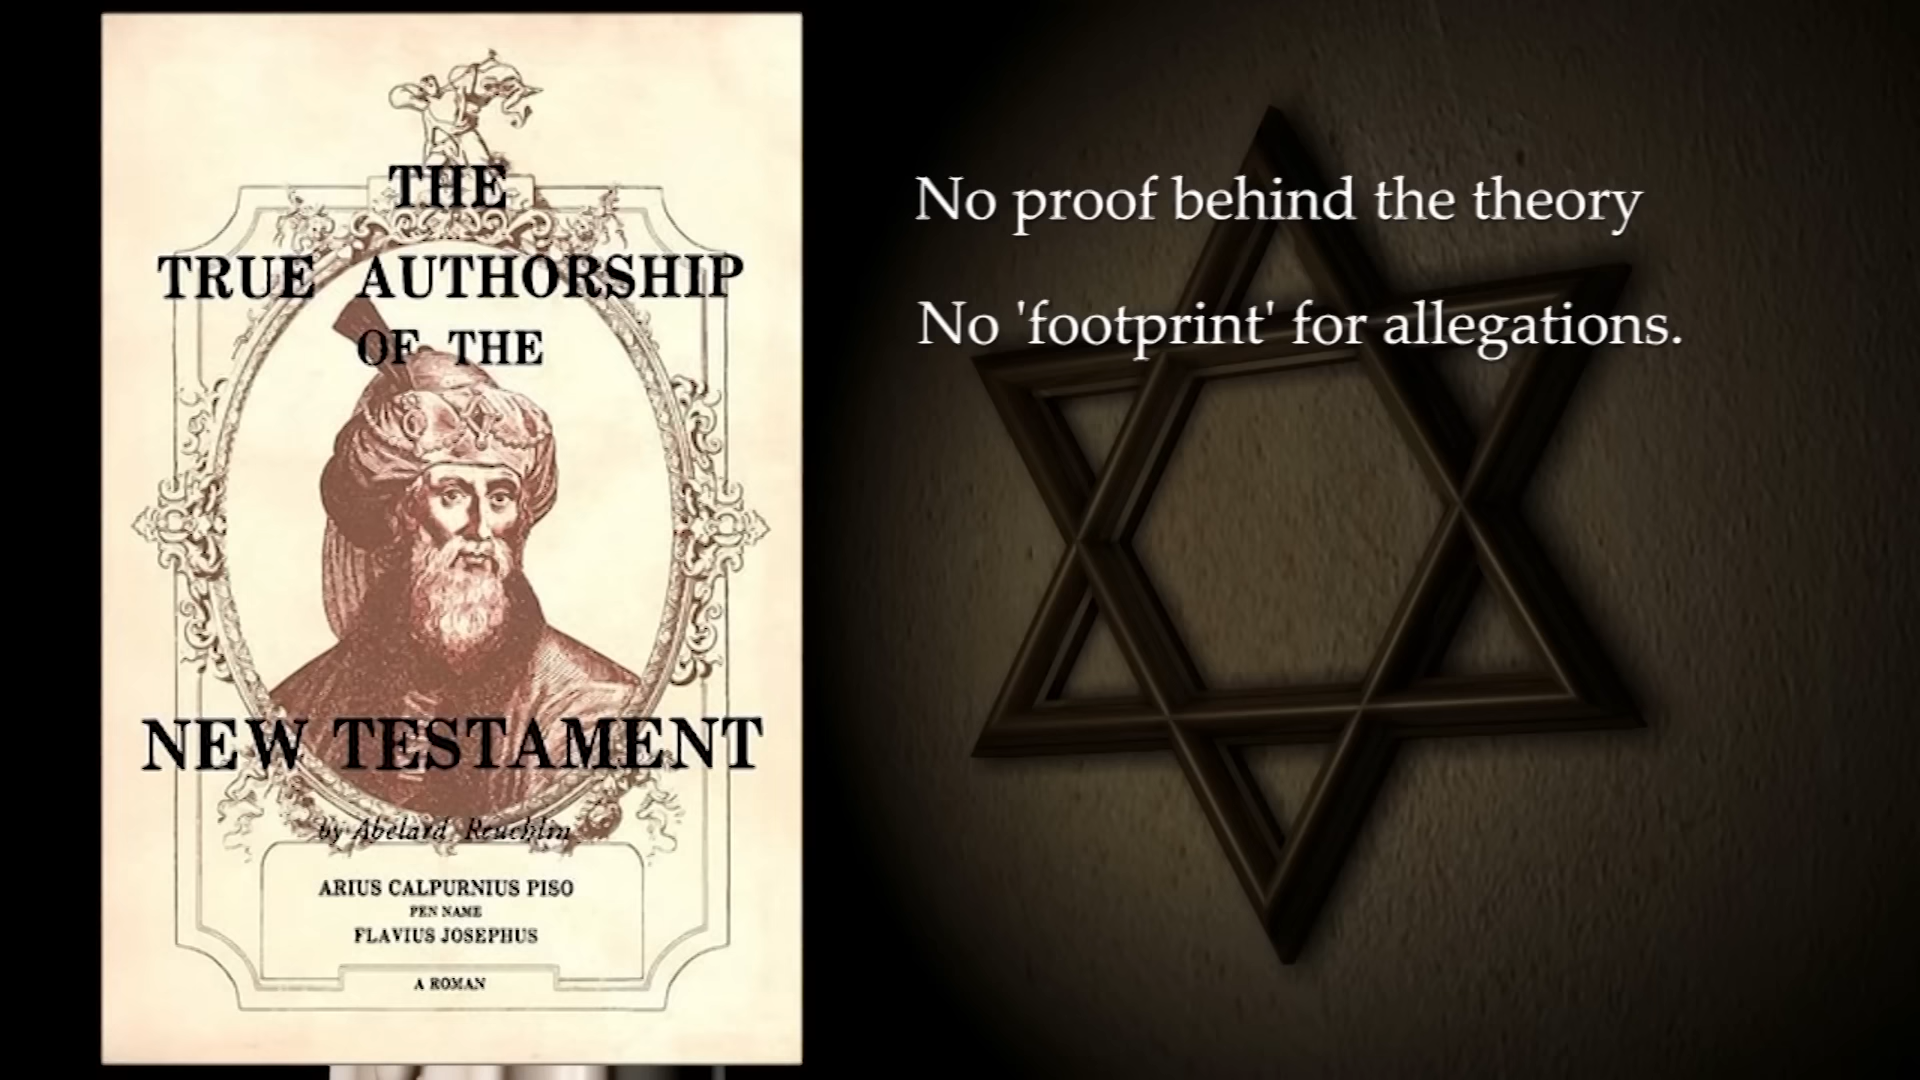 THE
TRUE AUTHORSHIP
OF THE
NEW TESTAMENT
by Abelard Reuchlin
ARIUS CALPURNIUS PISO
PEN NAME
FLAVIUS JOSEPHUS
A ROMAN
No proof behind the theory
No 'footprint' for allegations.